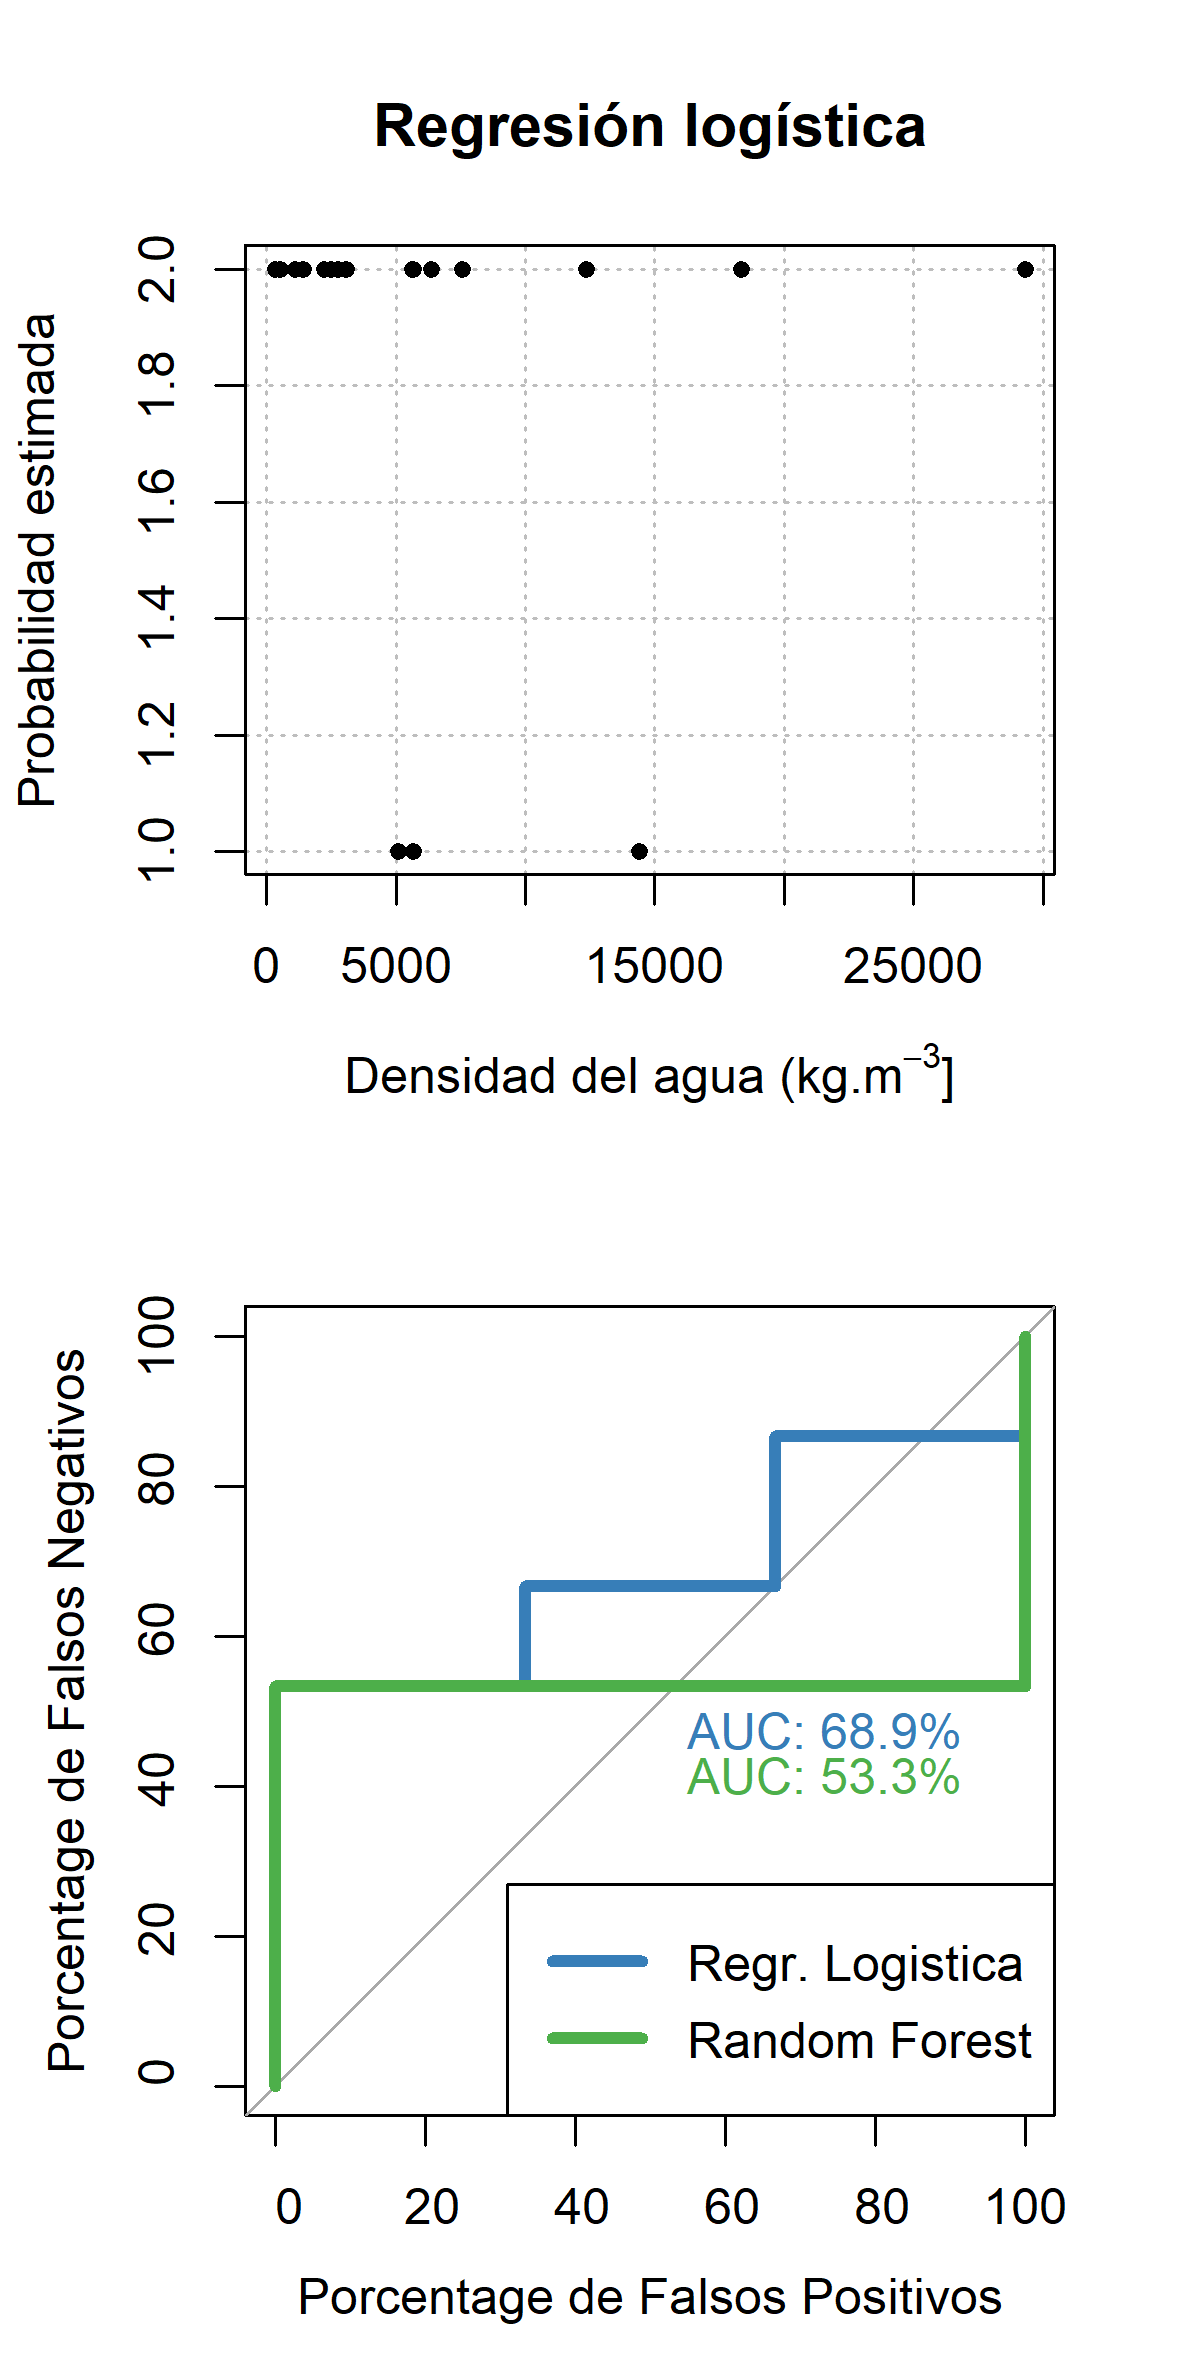 Regresión logística
Probabilidad estimada
2.0
1.8
1.6
1.4
1.2
1.0
0 5000 15000 25000
Densidad del agua (kg.m⁻³]
Porcentage de Falsos Negativos
100
80
60
40
20
0
AUC: 68.9%
AUC: 53.3%
Regr. Logistica
Random Forest
0 20 40 60 80 100
Porcentage de Falsos Positivos